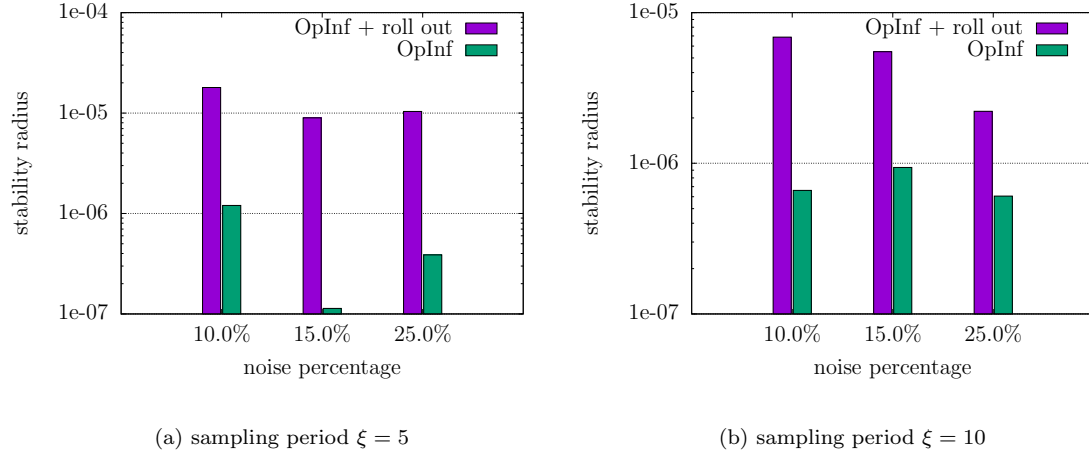 1e-04
OpInf + roll out
OpInf
1e-05
1e-06
1e-07
stability radius
10.0% 15.0% 25.0%
noise percentage
(a) sampling period ξ = 5
1e-05
OpInf + roll out
OpInf
1e-06
1e-07
stability radius
10.0% 15.0% 25.0%
noise percentage
(b) sampling period ξ = 10